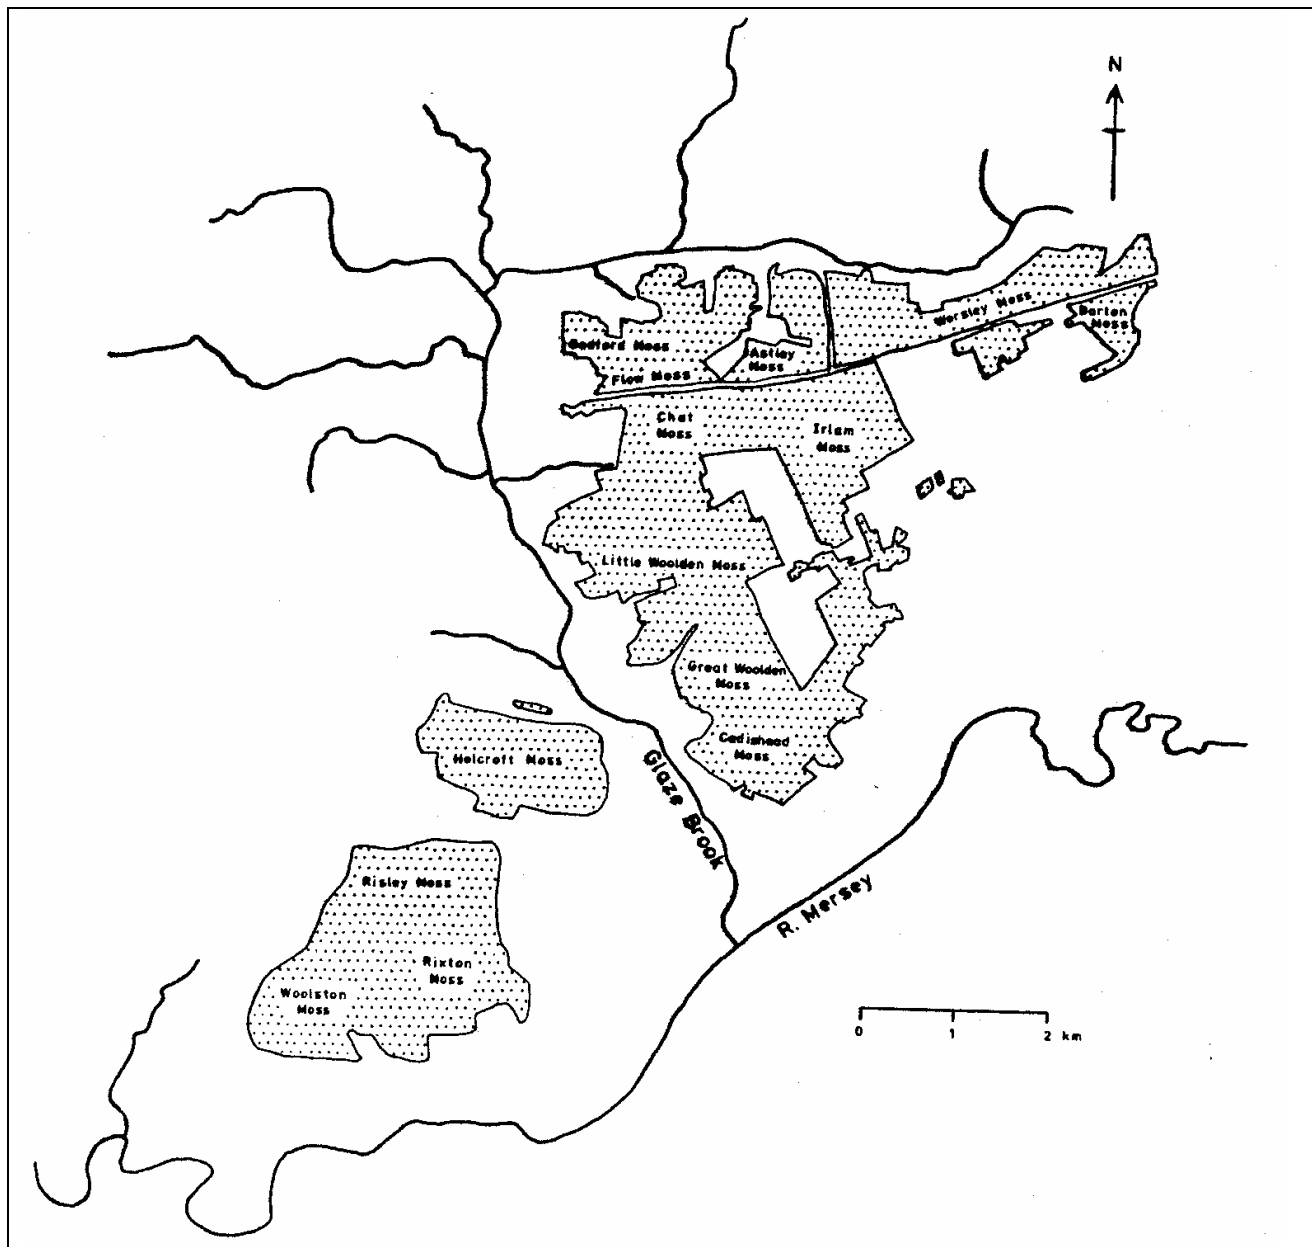 N
Worsley Moss
Barton
Moss
Bedford Moss
Astley
Moss
Flow Moss
Chat
Moss
Irlam
Moss
Little Woolden Moss
Great Woolden
Moss
Cadishead
Moss
Holcroft Moss
Glaze Brook
Risley Moss
R. Mersey
Rixton
Moss
Woolston
Moss
0 1 2 km